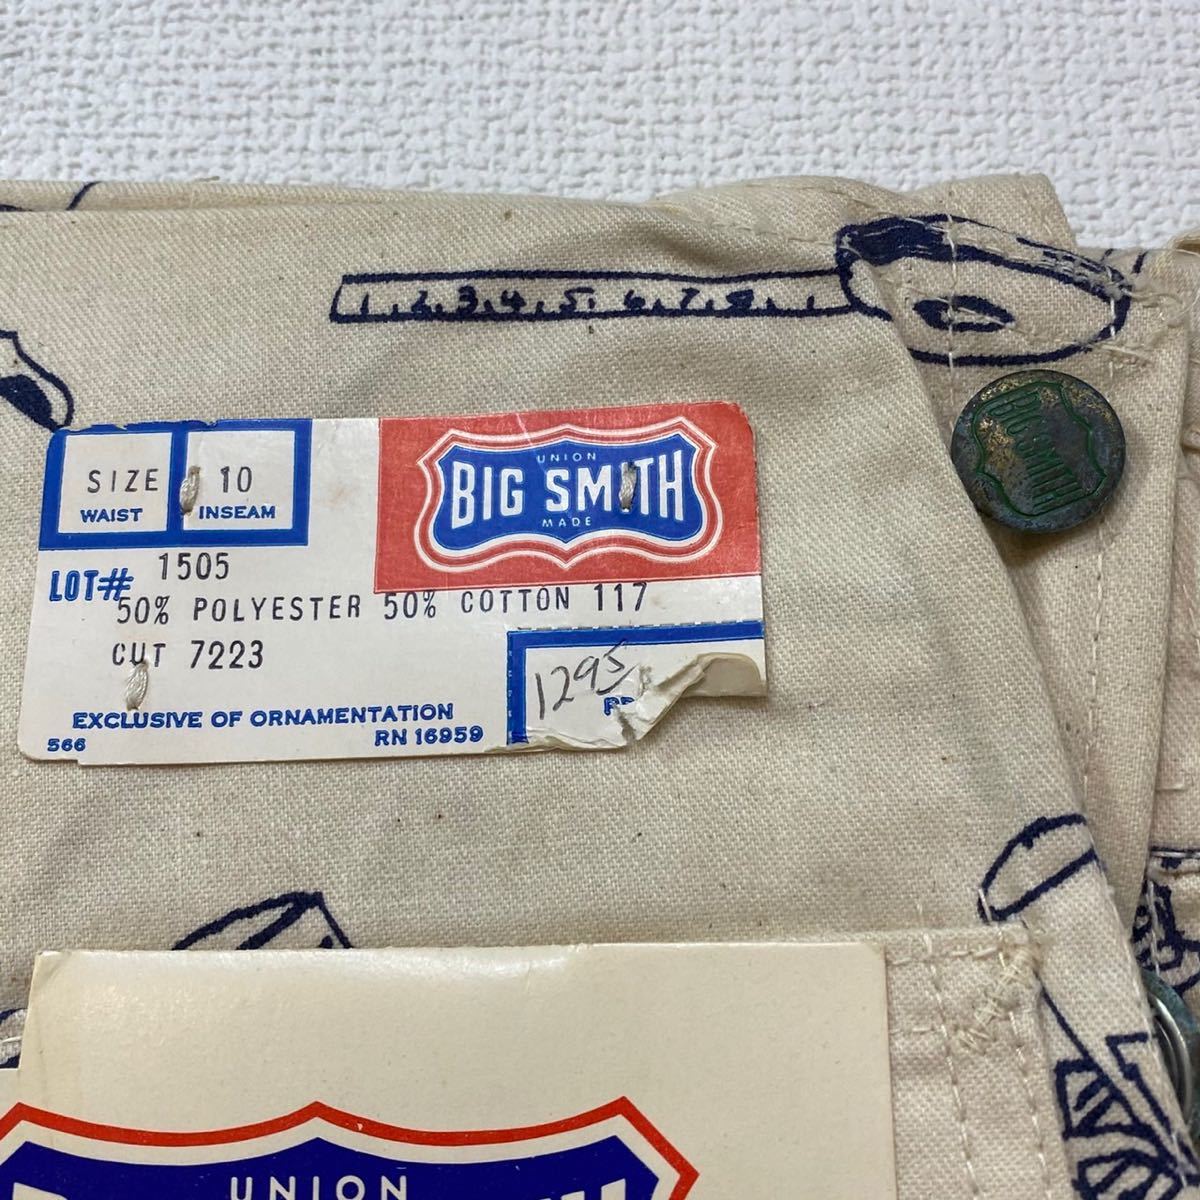 1 2 3 4 5 6 7 8
BIG SMITH
SIZE 10
WAIST INSEAM
UNION
BIG SMITH
MADE
LOT# 1505
50% POLYESTER 50% COTTON 117
CUT 7223
1295
EXCLUSIVE OF ORNAMENTATION
566 RN 16959
UNION